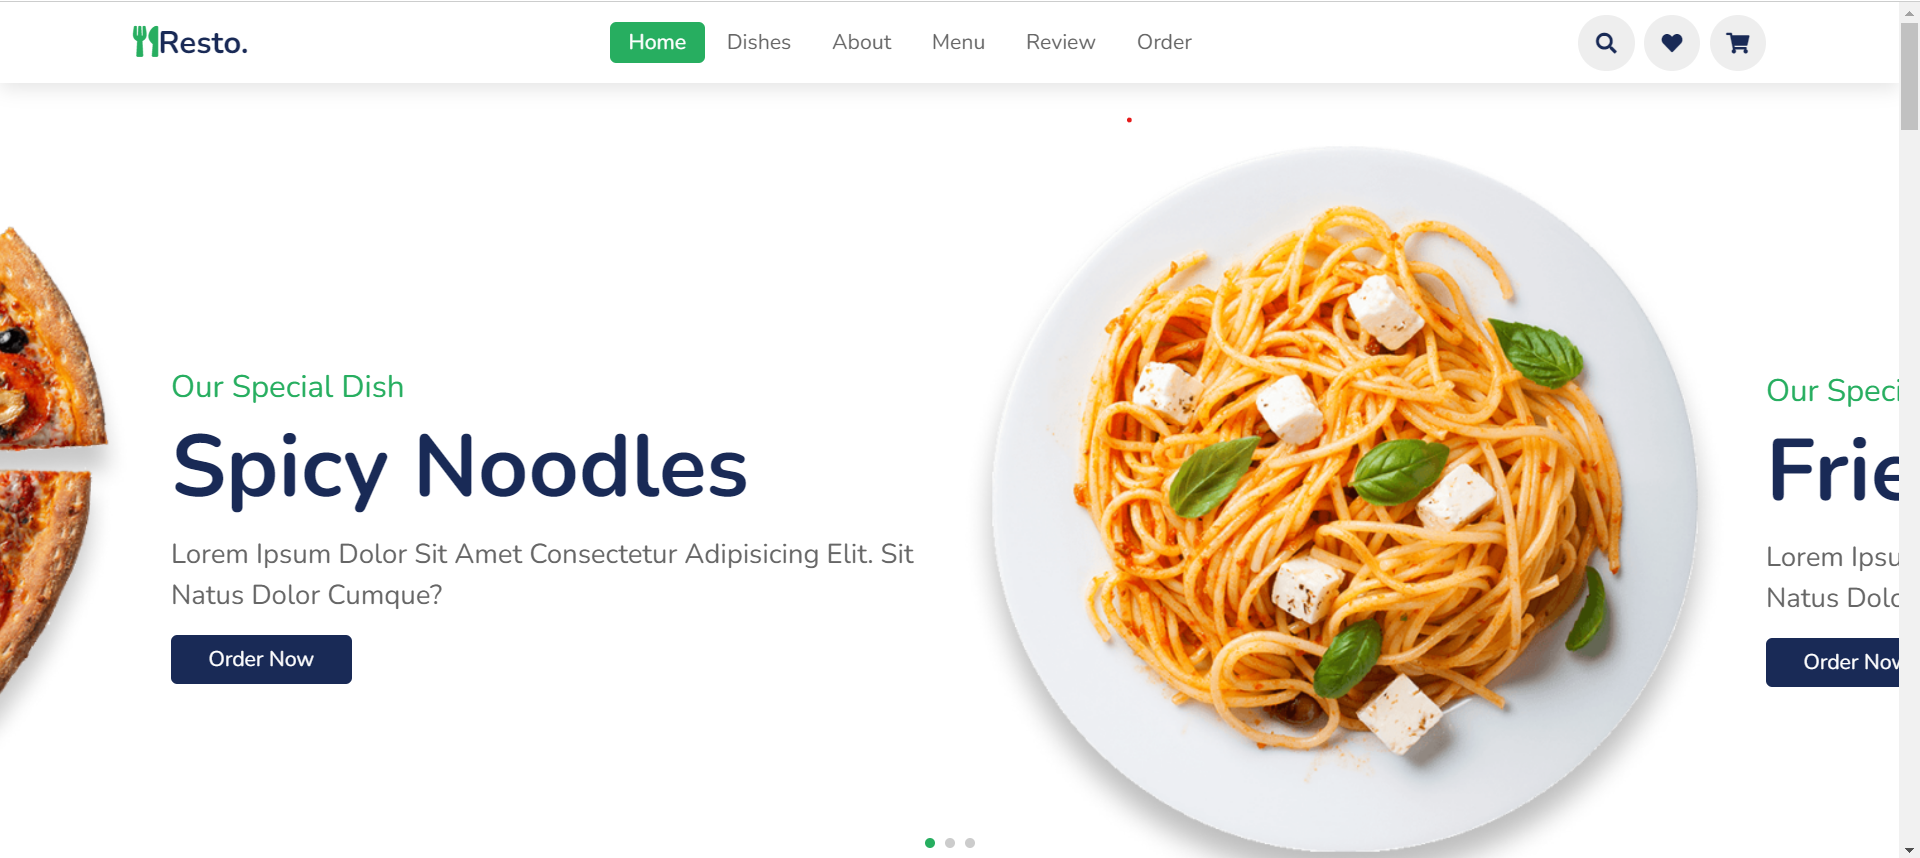 Resto.
Home
Dishes
About
Menu
Review
Order
Our Special Dish
Spicy Noodles
Lorem Ipsum Dolor Sit Amet Consectetur Adipisicing Elit. Sit
Natus Dolor Cumque?
Order Now
Our Speci
Frie
Lorem Ipsu
Natus Dolo
Order Now